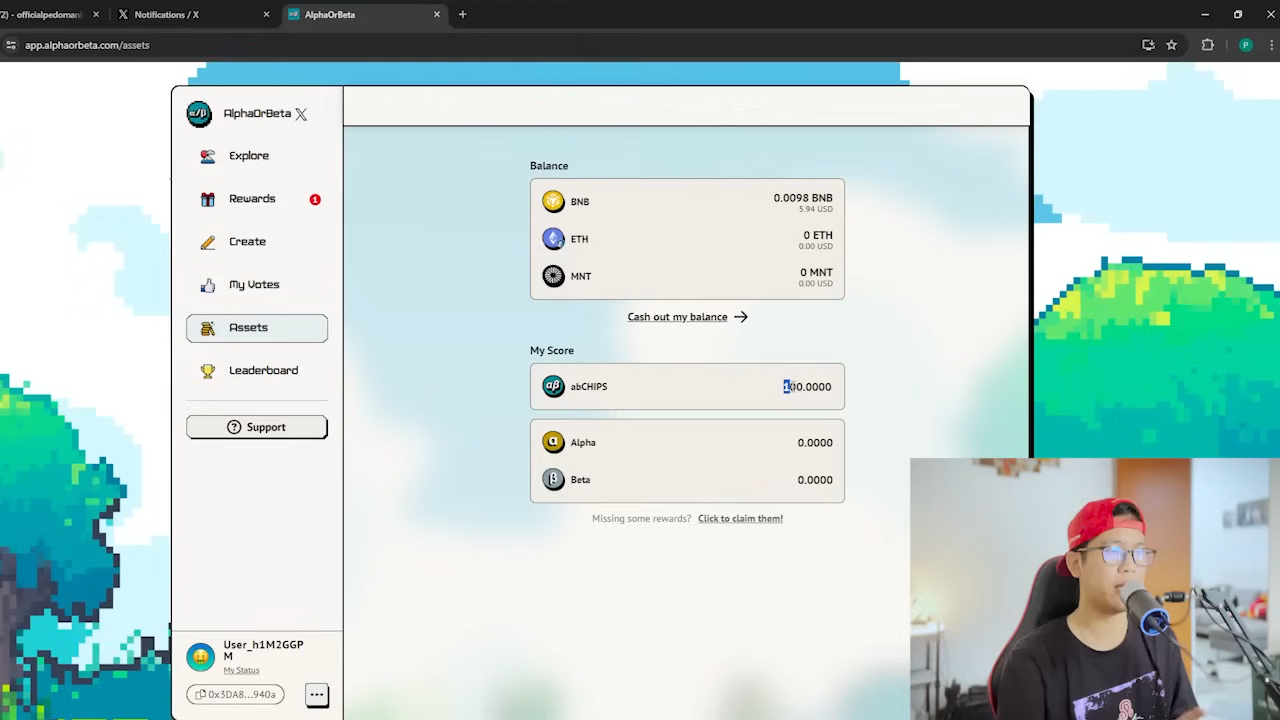 2) - officialpedoman
Notifications / X
AlphaOrBeta
app.alphaorbeta.com/assets
P
α/β
AlphaOrBeta X
Explore
Rewards 1
Create
My Votes
Assets
Leaderboard
? Support
User_h1M2GGP
M
My Status
0x3DA8...940a
Balance
BNB 0.0098 BNB
5.94 USD
ETH 0 ETH
0.00 USD
MNT 0 MNT
0.00 USD
Cash out my balance
My Score
αβ abCHIPS 100.0000
α Alpha 0.0000
β Beta 0.0000
Missing some rewards? Click to claim them!